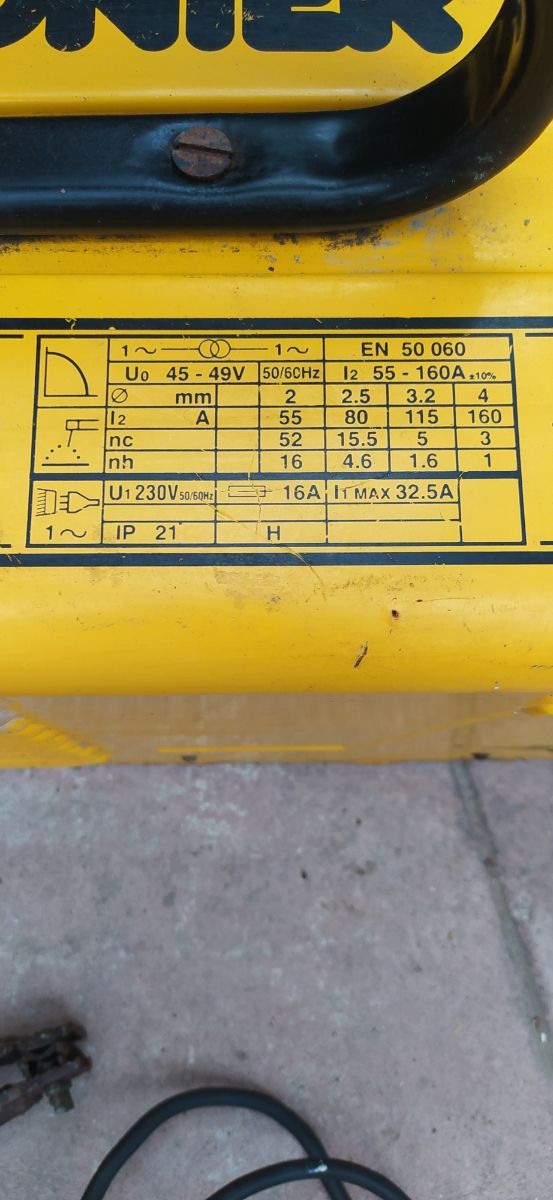 1~ 1~ EN 50 060
U0 45 - 49V 50/60Hz I2 55 - 160A ±10%
Ø mm 2 2.5 3.2 4
I2 A 55 80 115 160
nc 52 15.5 5 3
nh 16 4.6 1.6 1
U1 230V 50/60Hz 16A I1 MAX 32.5A
1~ IP 21 H